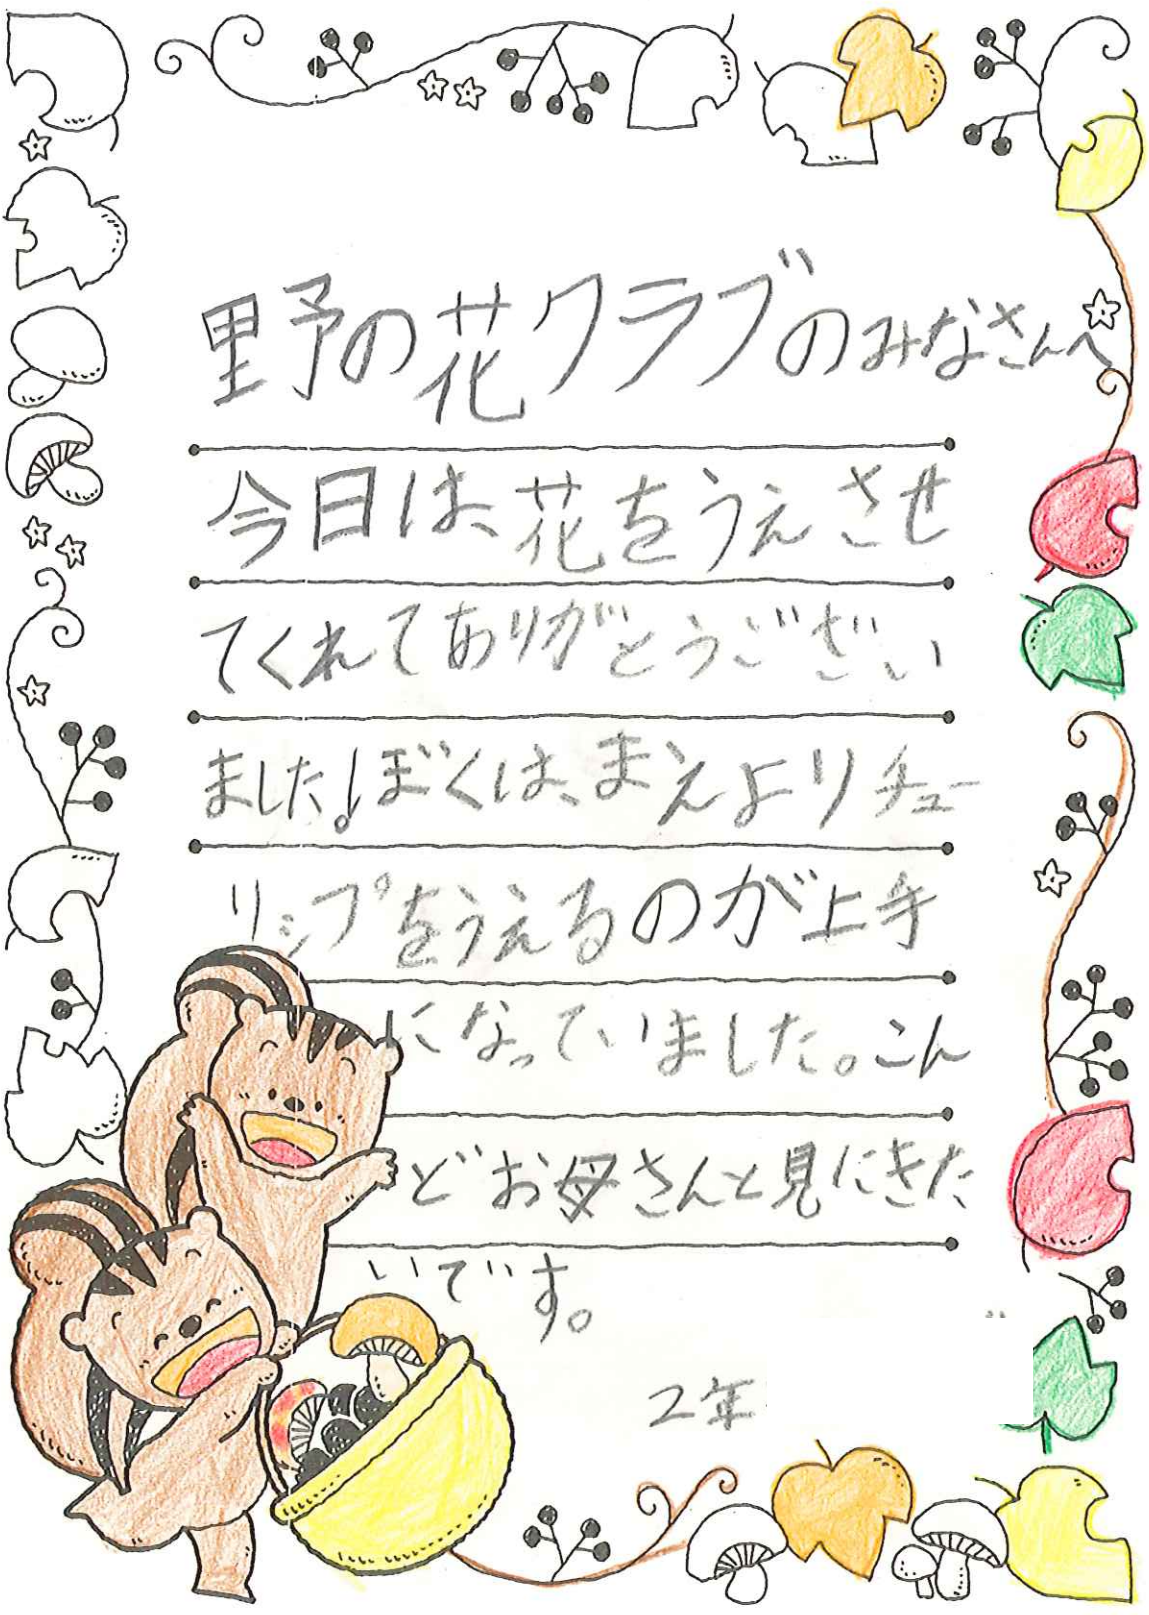 野の花クラブのみなさんへ
今日は、花をうえさせ
てくれてありがとうござい
ました!ぼくは、まえよりチュー
リップをうえるのが上手
になっていました。こん
どお母さんと見にきた
いです。
2年